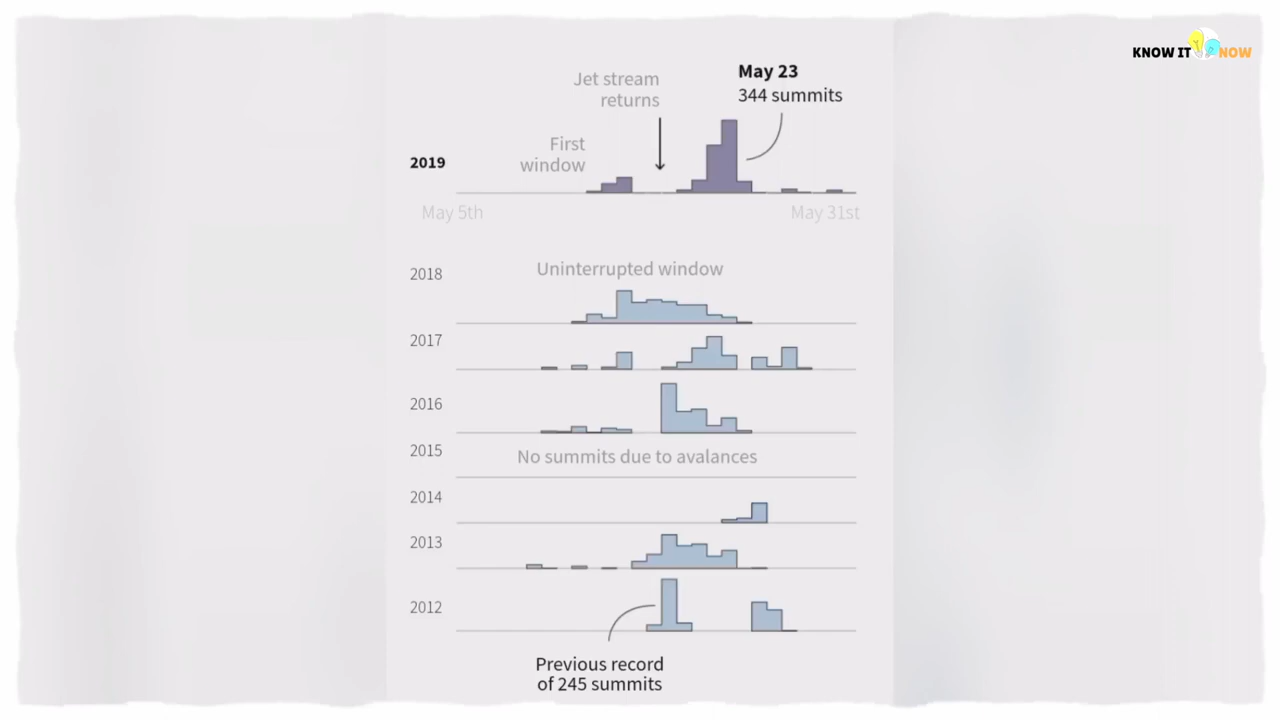 KNOW IT NOW
May 23
344 summits
Jet stream
returns
First
window
2019
May 5th
May 31st
2018
Uninterrupted window
2017
2016
2015
No summits due to avalances
2014
2013
2012
Previous record
of 245 summits